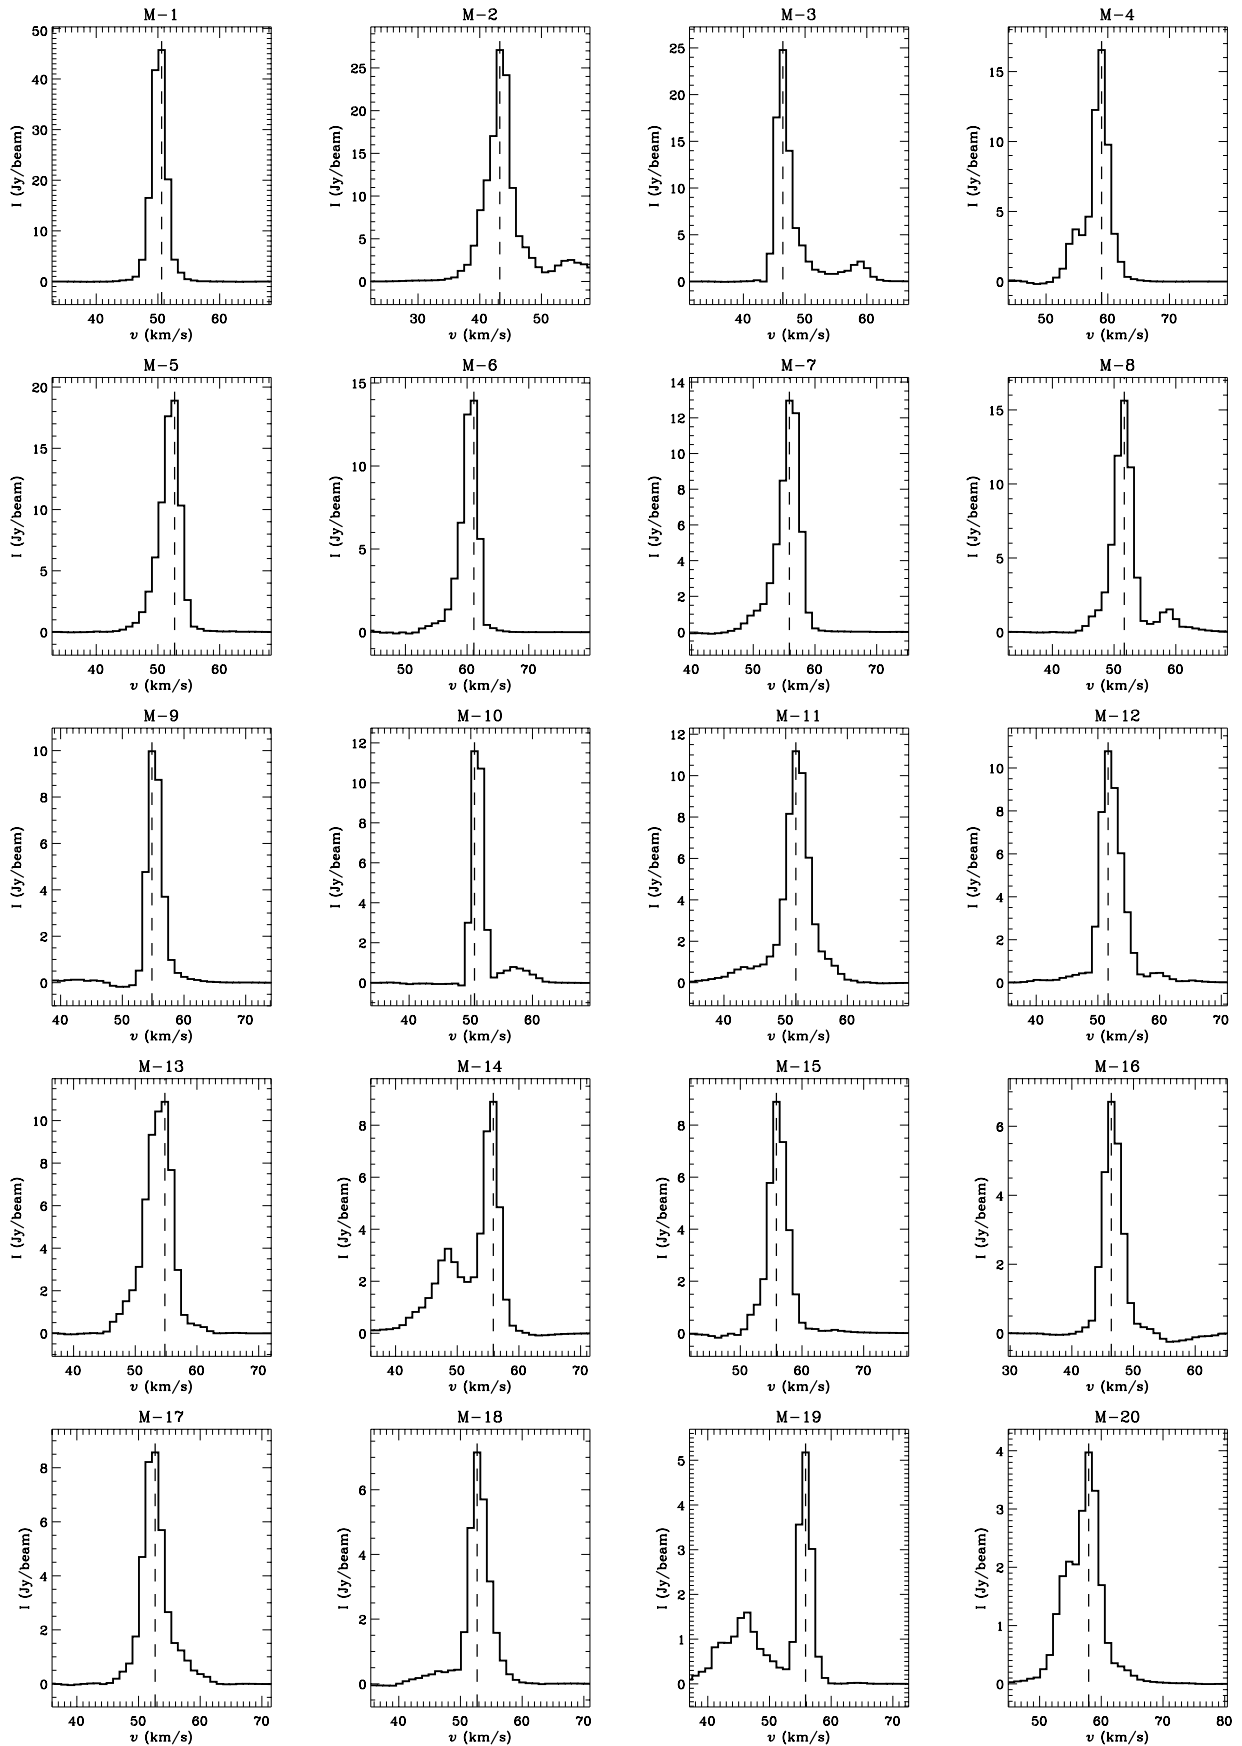 M-1 M-2 M-3 M-4
50 40 30 20 10 0 I (Jy/beam) 40 50 60 v (km/s)
25 20 15 10 5 0 I (Jy/beam) 30 40 50 v (km/s)
25 20 15 10 5 0 I (Jy/beam) 40 50 60 v (km/s)
15 10 5 0 I (Jy/beam) 50 60 70 v (km/s)
M-5 M-6 M-7 M-8
20 15 10 5 0 I (Jy/beam) 40 50 60 v (km/s)
15 10 5 0 I (Jy/beam) 50 60 70 v (km/s)
14 12 10 8 6 4 2 0 I (Jy/beam) 40 50 60 70 v (km/s)
15 10 5 0 I (Jy/beam) 40 50 60 v (km/s)
M-9 M-10 M-11 M-12
10 8 6 4 2 0 I (Jy/beam) 40 50 60 70 v (km/s)
12 10 8 6 4 2 0 I (Jy/beam) 40 50 60 v (km/s)
12 10 8 6 4 2 0 I (Jy/beam) 40 50 60 v (km/s)
10 8 6 4 2 0 I (Jy/beam) 40 50 60 70 v (km/s)
M-13 M-14 M-15 M-16
10 8 6 4 2 0 I (Jy/beam) 40 50 60 70 v (km/s)
8 6 4 2 0 I (Jy/beam) 40 50 60 70 v (km/s)
8 6 4 2 0 I (Jy/beam) 50 60 70 v (km/s)
6 4 2 0 I (Jy/beam) 30 40 50 60 v (km/s)
M-17 M-18 M-19 M-20
8 6 4 2 0 I (Jy/beam) 40 50 60 70 v (km/s)
6 4 2 0 I (Jy/beam) 40 50 60 70 v (km/s)
5 4 3 2 1 0 I (Jy/beam) 40 50 60 70 v (km/s)
4 3 2 1 0 I (Jy/beam) 50 60 70 80 v (km/s)